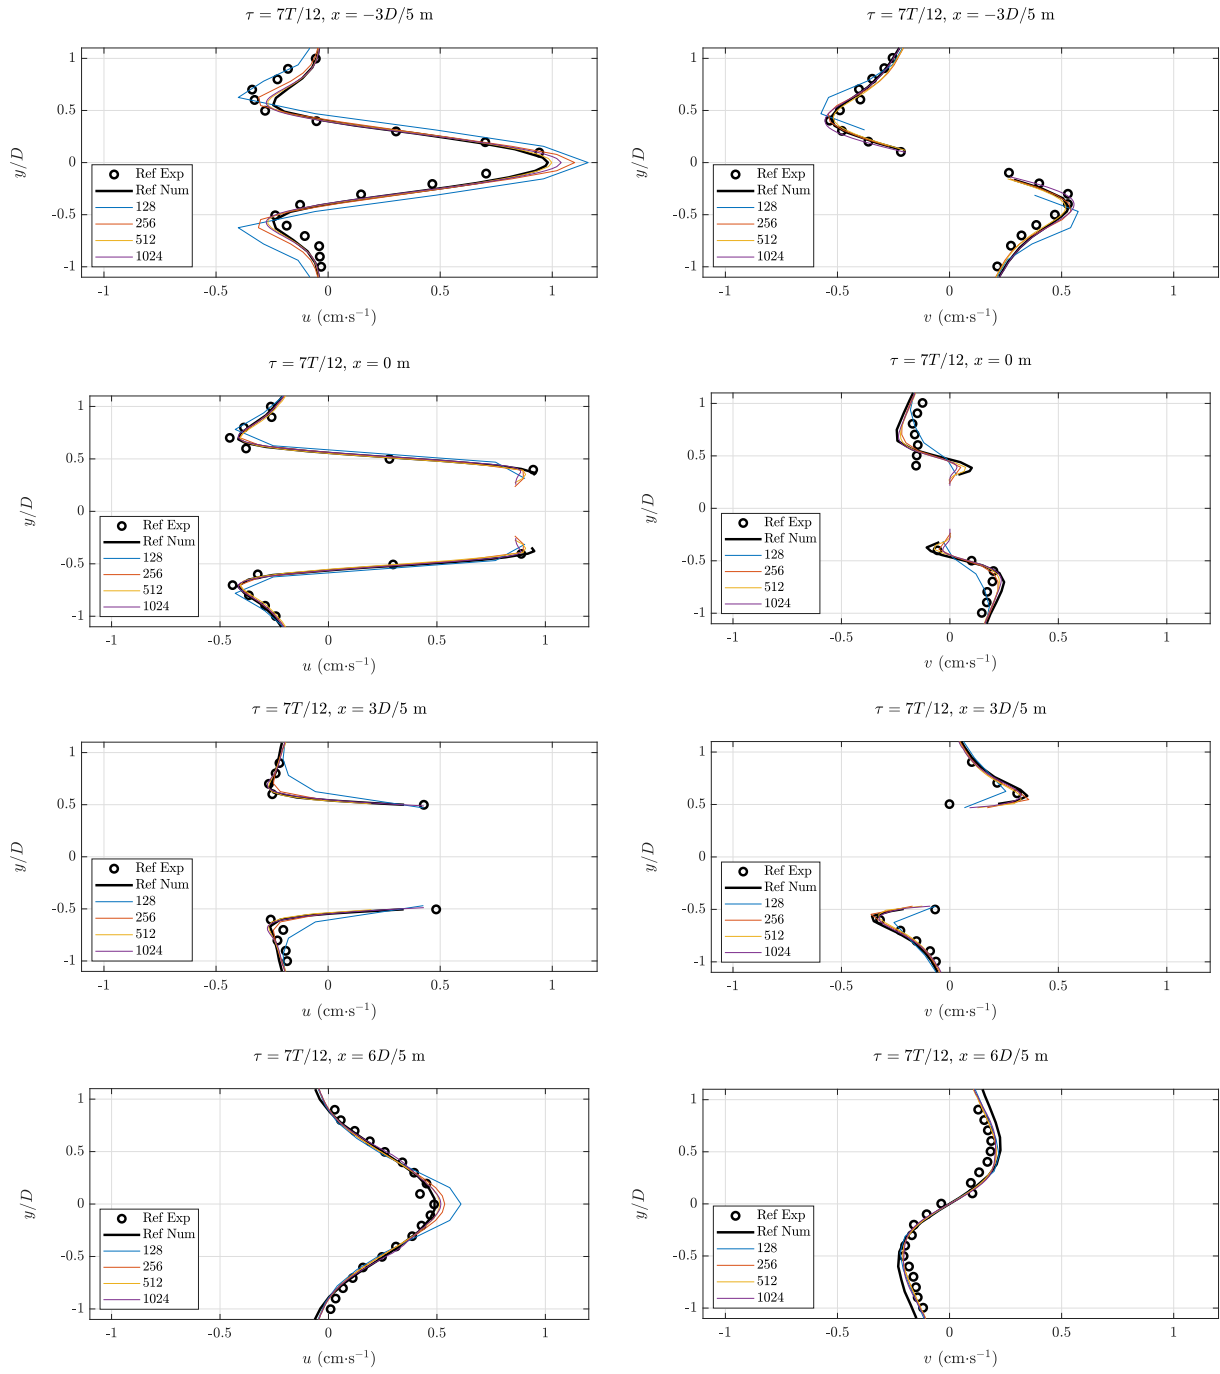 τ = 7T/12, x = −3D/5 m
1
0.5
0
-0.5
-1
y/D
Ref Exp
Ref Num
128
256
512
1024
-1
-0.5
0
0.5
1
u (cm·s⁻¹)
τ = 7T/12, x = −3D/5 m
1
0.5
0
-0.5
-1
y/D
Ref Exp
Ref Num
128
256
512
1024
-1
-0.5
0
0.5
1
v (cm·s⁻¹)
τ = 7T/12, x = 0 m
1
0.5
0
-0.5
-1
y/D
Ref Exp
Ref Num
128
256
512
1024
-1
-0.5
0
0.5
1
u (cm·s⁻¹)
τ = 7T/12, x = 0 m
1
0.5
0
-0.5
-1
y/D
Ref Exp
Ref Num
128
256
512
1024
-1
-0.5
0
0.5
1
v (cm·s⁻¹)
τ = 7T/12, x = 3D/5 m
1
0.5
0
-0.5
-1
y/D
Ref Exp
Ref Num
128
256
512
1024
-1
-0.5
0
0.5
1
u (cm·s⁻¹)
τ = 7T/12, x = 3D/5 m
1
0.5
0
-0.5
-1
y/D
Ref Exp
Ref Num
128
256
512
1024
-1
-0.5
0
0.5
1
v (cm·s⁻¹)
τ = 7T/12, x = 6D/5 m
1
0.5
0
-0.5
-1
y/D
Ref Exp
Ref Num
128
256
512
1024
-1
-0.5
0
0.5
1
u (cm·s⁻¹)
τ = 7T/12, x = 6D/5 m
1
0.5
0
-0.5
-1
y/D
Ref Exp
Ref Num
128
256
512
1024
-1
-0.5
0
0.5
1
v (cm·s⁻¹)